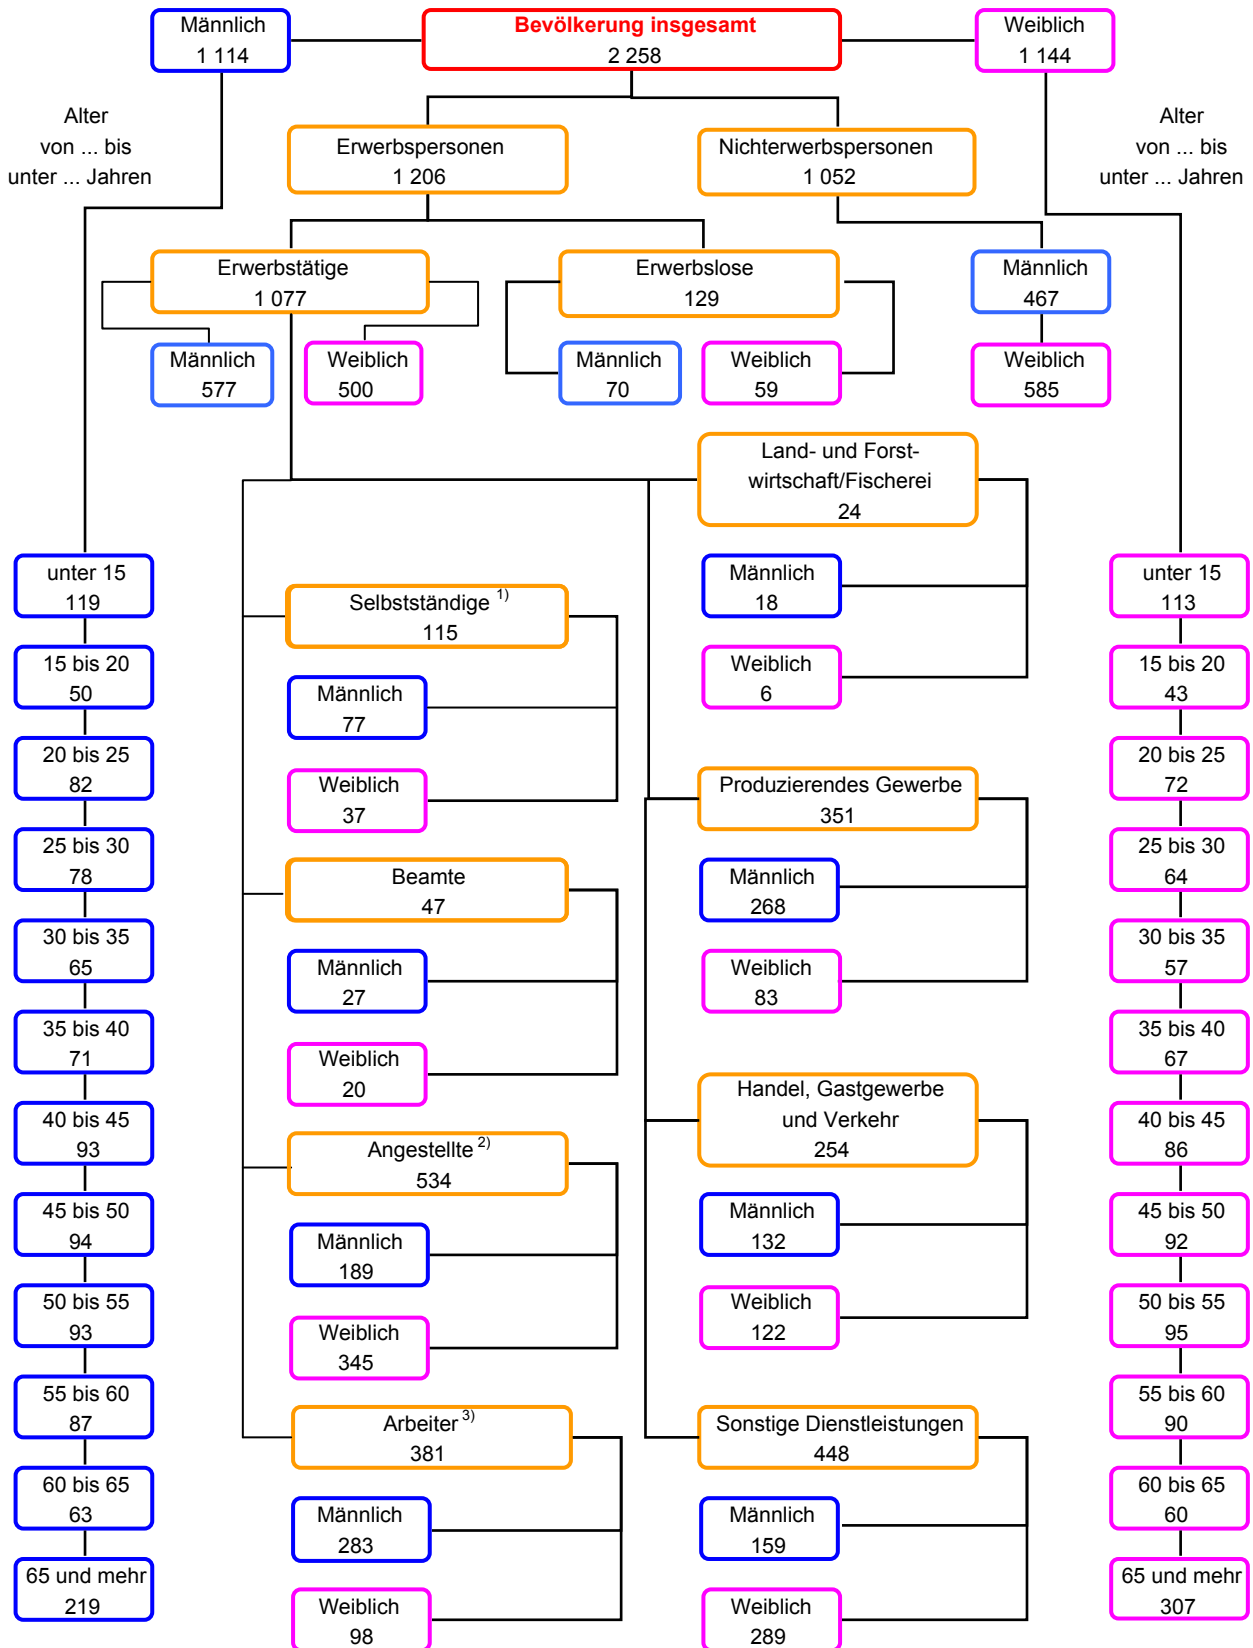 Männlich
1 114
Bevölkerung insgesamt
2 258
Weiblich
1 144
Alter
von ... bis
unter ... Jahren
Alter
von ... bis
unter ... Jahren
Erwerbspersonen
1 206
Nichterwerbspersonen
1 052
Erwerbstätige
1 077
Erwerbslose
129
Männlich
467
Männlich
577
Weiblich
500
Männlich
70
Weiblich
59
Weiblich
585
unter 15
119
15 bis 20
50
20 bis 25
82
25 bis 30
78
30 bis 35
65
35 bis 40
71
40 bis 45
93
45 bis 50
94
50 bis 55
93
55 bis 60
87
60 bis 65
63
65 und mehr
219
Selbstständige 1)
115
Männlich
77
Weiblich
37
Beamte
47
Männlich
27
Weiblich
20
Angestellte 2)
534
Männlich
189
Weiblich
345
Arbeiter 3)
381
Männlich
283
Weiblich
98
Land- und Forst-
wirtschaft/Fischerei
24
Männlich
18
Weiblich
6
Produzierendes Gewerbe
351
Männlich
268
Weiblich
83
Handel, Gastgewerbe
und Verkehr
254
Männlich
132
Weiblich
122
Sonstige Dienstleistungen
448
Männlich
159
Weiblich
289
unter 15
113
15 bis 20
43
20 bis 25
72
25 bis 30
64
30 bis 35
57
35 bis 40
67
40 bis 45
86
45 bis 50
92
50 bis 55
95
55 bis 60
90
60 bis 65
60
65 und mehr
307